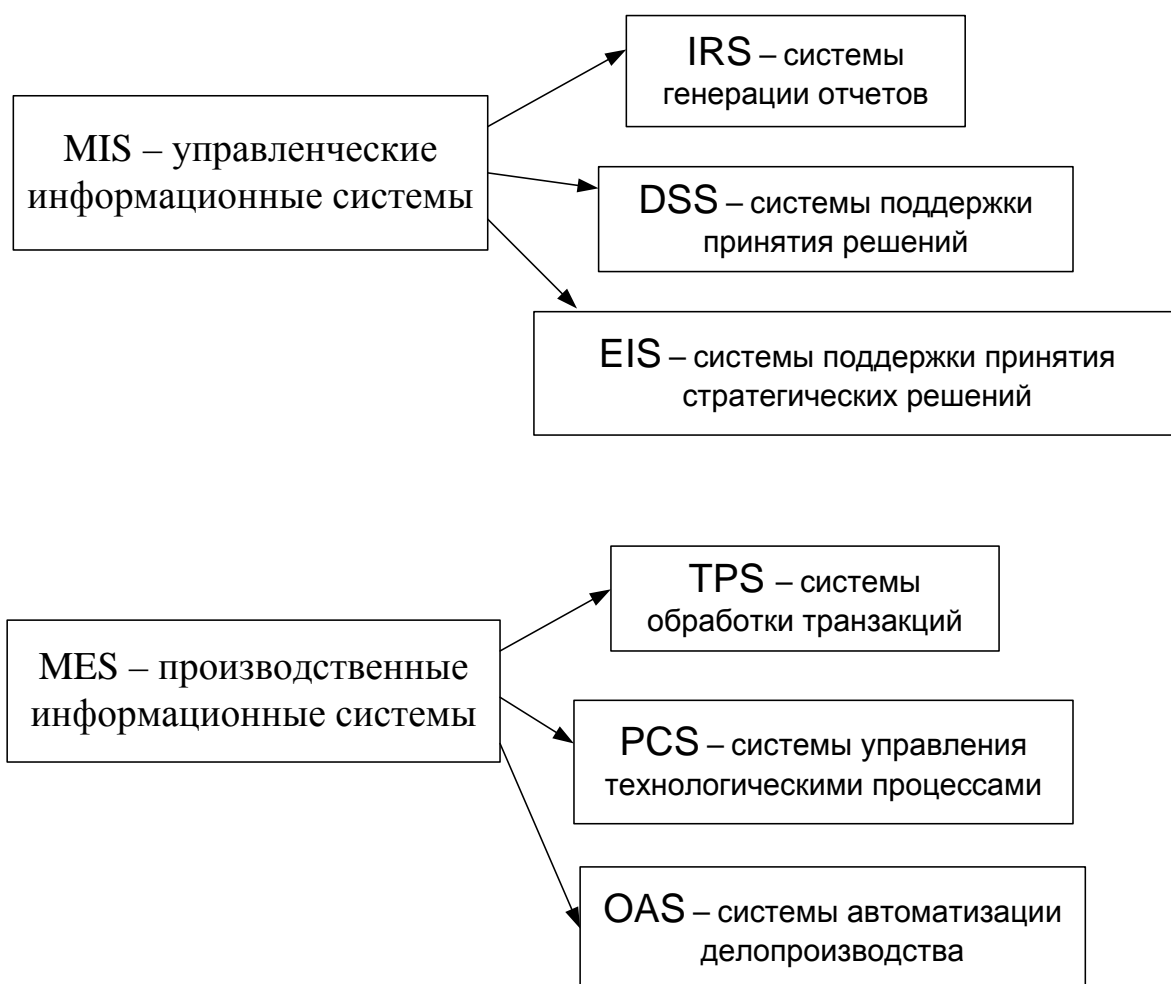 IRS – системы
генерации отчетов
MIS – управленческие
информационные системы
DSS – системы поддержки
принятия решений
EIS – системы поддержки принятия
стратегических решений
TPS – системы
обработки транзакций
MES – производственные
информационные системы
PCS – системы управления
технологическими процессами
OAS – системы автоматизации
делопроизводства